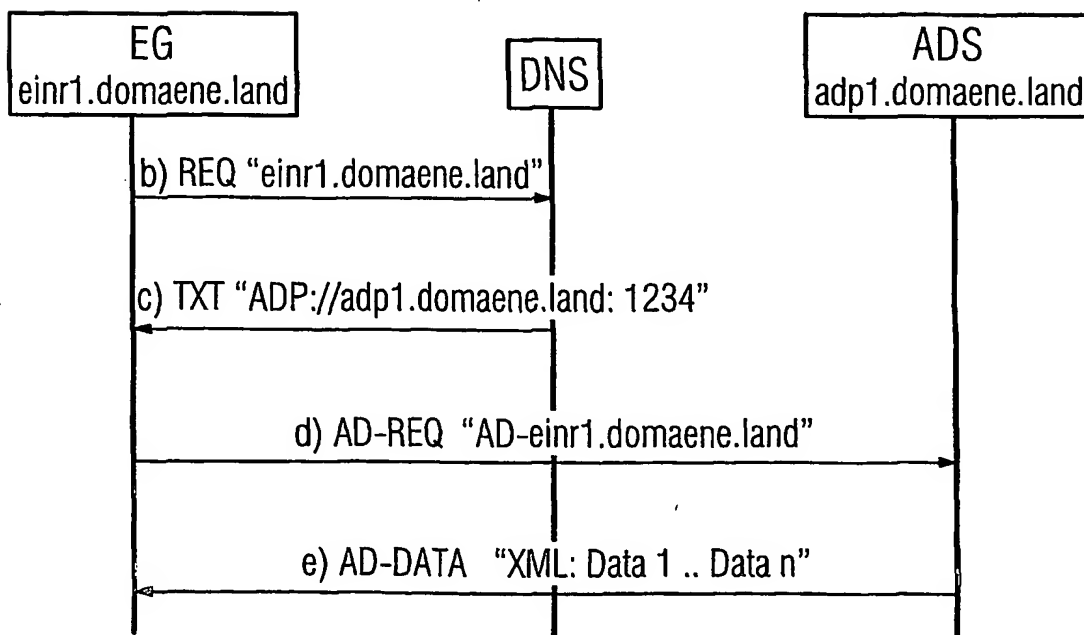 EG
einr1.domaene.land
DNS
ADS
adp1.domaene.land
b) REQ “einr1.domaene.land”
c) TXT “ADP://adp1.domaene.land: 1234”
d) AD-REQ “AD-einr1.domaene.land”
e) AD-DATA “XML: Data 1 .. Data n”